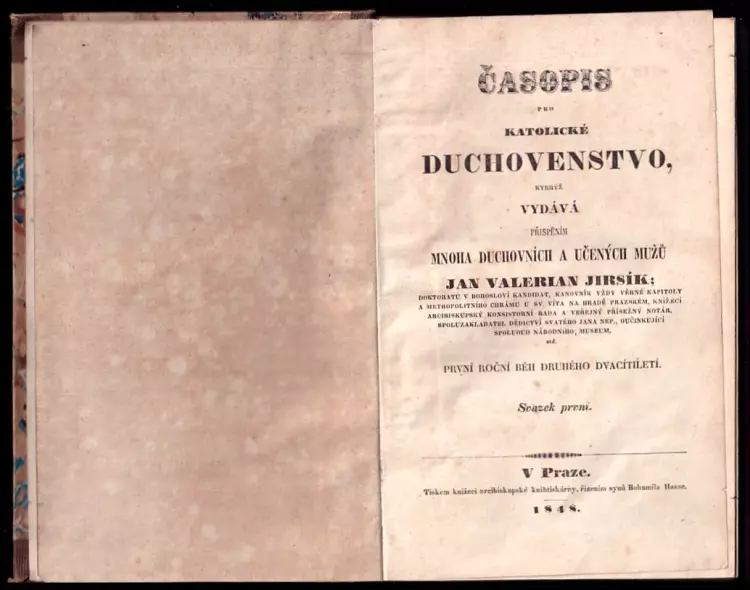 ČASOPIS
PRO
KATOLICKÉ
DUCHOVENSTVO,
KTERÝŽ
VYDÁVÁ
PŘISPĚNÍM
MNOHA DUCHOVNÍCH A UČENÝCH MUŽŮ
JAN VALERIAN JIRSÍK;
DOKTORATU V BOHOSLOVÍ KANDIDAT, KANOVNÍK VŽDY VĚRNÉ KAPITOLY
A METROPOLITNÍHO CHRÁMU U SV. VÍTA NA HRADĚ PRAŽSKÉM, KNÍŽECÍ
ARCIBISKUPSKÝ KONSISTORNÍ RADA A VEŘEJNÝ PŘÍSEŽNÝ NOTÁR,
SPOLUZAKLADATEL DĚDICTVÍ SVATÉHO JANA NEP., OUČINKUJÍCÍ
SPOLUOUD NÁRODNÍHO MUSEUM,
atd.
PRVNÍ ROČNÍ BĚH DRUHÉHO DVACÍTILETÍ.
Svazek první.
V Praze.
Tiskem knížecí arcibiskupské knihtiskárny, řízením synů Bohumila Haase.
1848.